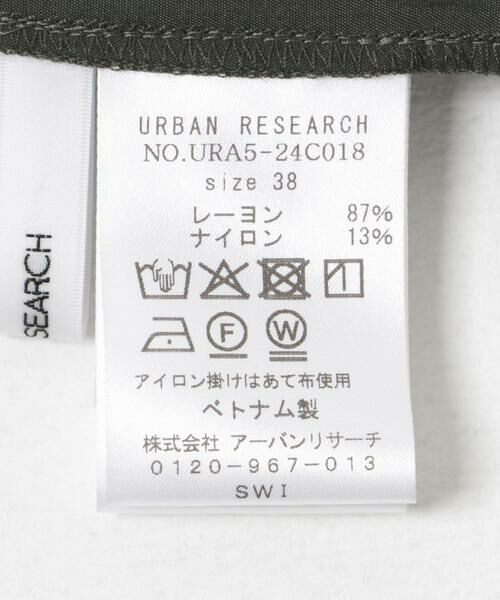 URBAN RESEARCH
NO.URA5-24C018
size 38
レーヨン 87%
ナイロン 13%
F W
アイロン掛けはあて布使用
ベトナム製
株式会社 アーバンリサーチ
0120-967-013
SWI
SEARCH